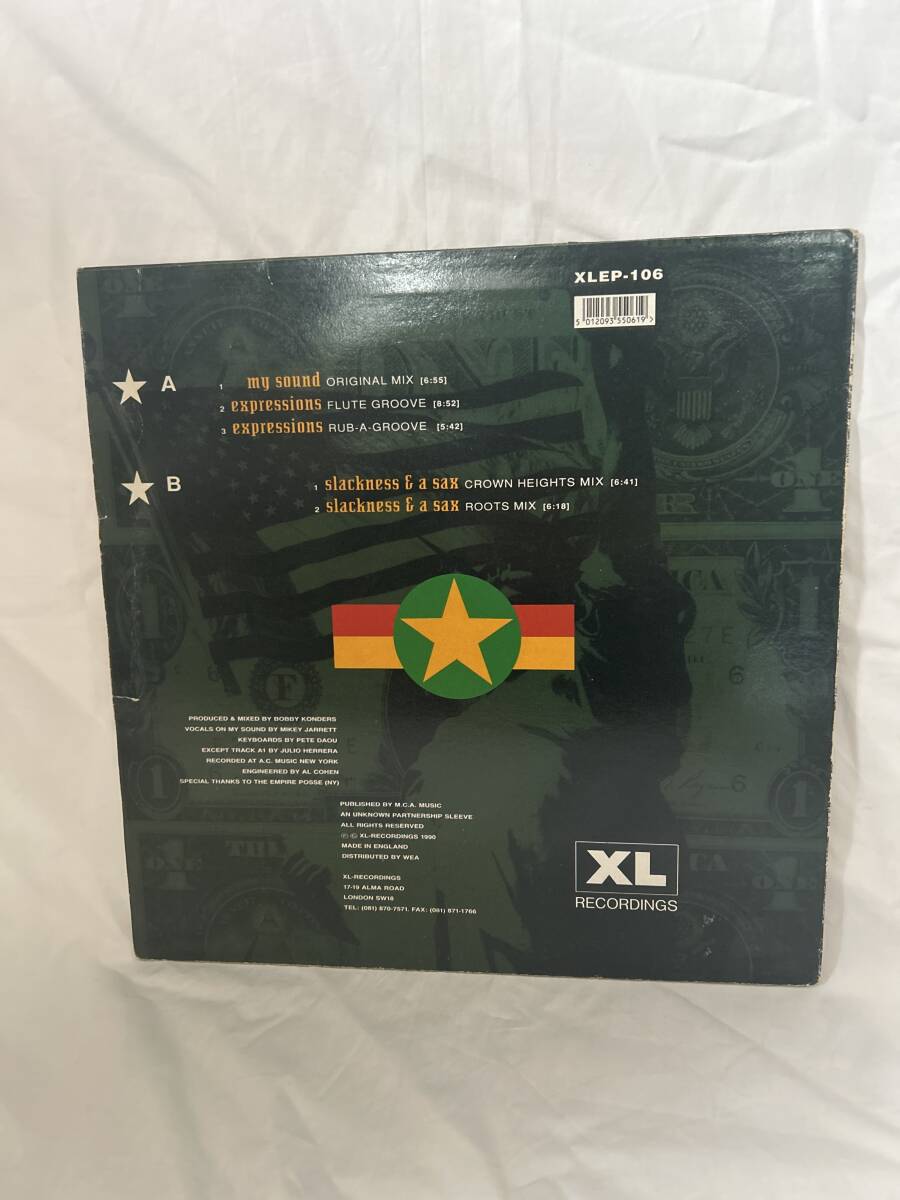 XLEP-106
5 012093 550619 >
A
1 my sound ORIGINAL MIX [6:55]
2 expressions FLUTE GROOVE [8:52]
3 expressions RUB-A-GROOVE [5:42]
B
1 slackness & a sax CROWN HEIGHTS MIX [6:41]
2 slackness & a sax ROOTS MIX [6:18]
PRODUCED & MIXED BY BOBBY KONDERS
VOCALS ON MY SOUND BY MIKEY JARRETT
KEYBOARDS BY PETE DAOU
EXCEPT TRACK A1 BY JULIO HERRERA
RECORDED AT A.C. MUSIC NEW YORK
ENGINEERED BY AL COHEN
SPECIAL THANKS TO THE EMPIRE POSSE (NY)
PUBLISHED BY M.C.A. MUSIC
AN UNKNOWN PARTNERSHIP SLEEVE
ALL RIGHTS RESERVED
℗ © XL-RECORDINGS 1990
MADE IN ENGLAND
DISTRIBUTED BY WEA
XL-RECORDINGS
17-19 ALMA ROAD
LONDON SW18
TEL: (081) 870-7571. FAX: (081) 871-1766
XL
RECORDINGS